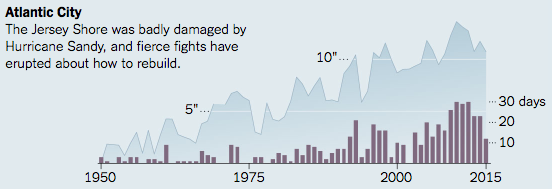 Atlantic City
The Jersey Shore was badly damaged by
Hurricane Sandy, and fierce fights have
erupted about how to rebuild.
10"
5"
30 days
20
10
1950
1975
2000
2015